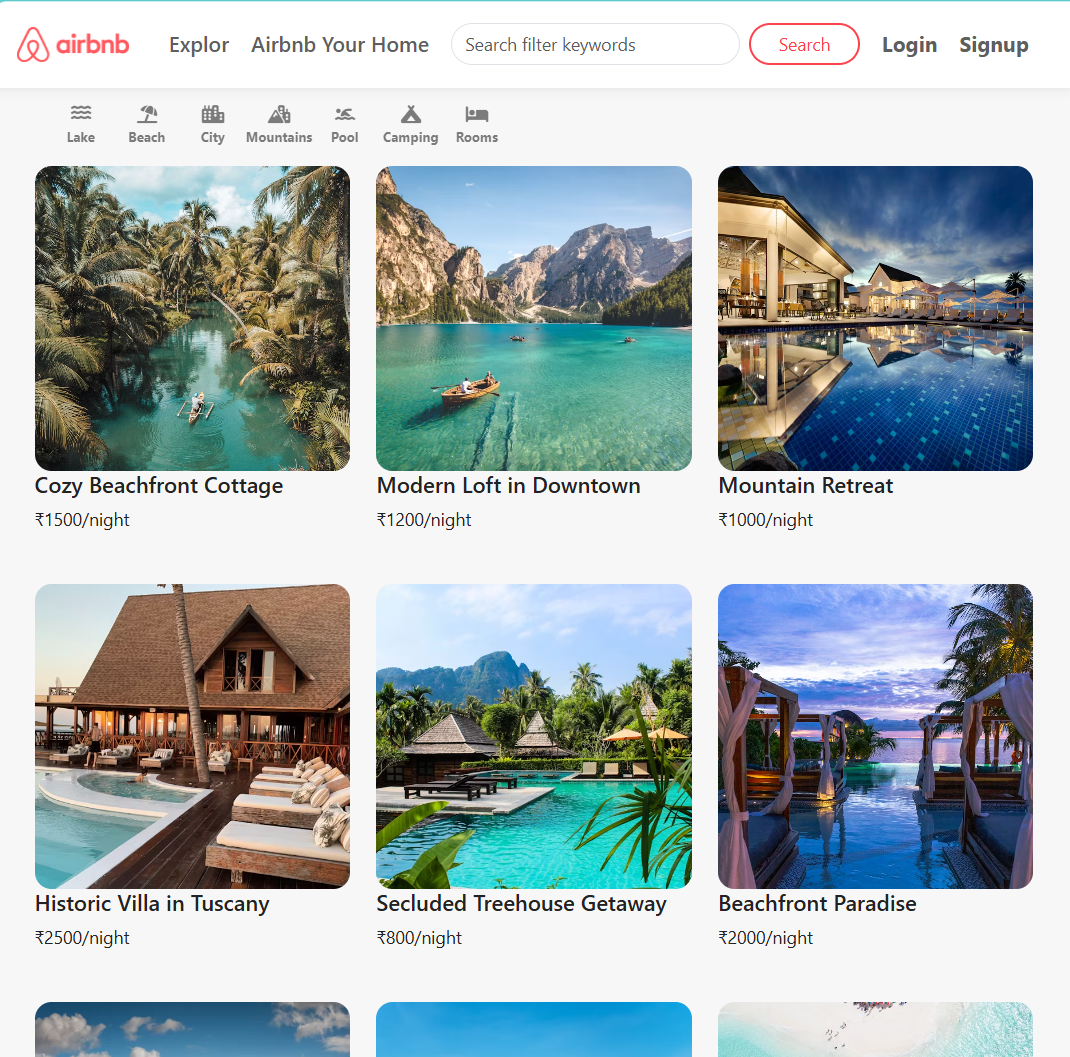 airbnb Explor Airbnb Your Home Search filter keywords Search Login Signup
Lake Beach City Mountains Pool Camping Rooms
Cozy Beachfront Cottage
₹1500/night
Modern Loft in Downtown
₹1200/night
Mountain Retreat
₹1000/night
Historic Villa in Tuscany
₹2500/night
Secluded Treehouse Getaway
₹800/night
Beachfront Paradise
₹2000/night